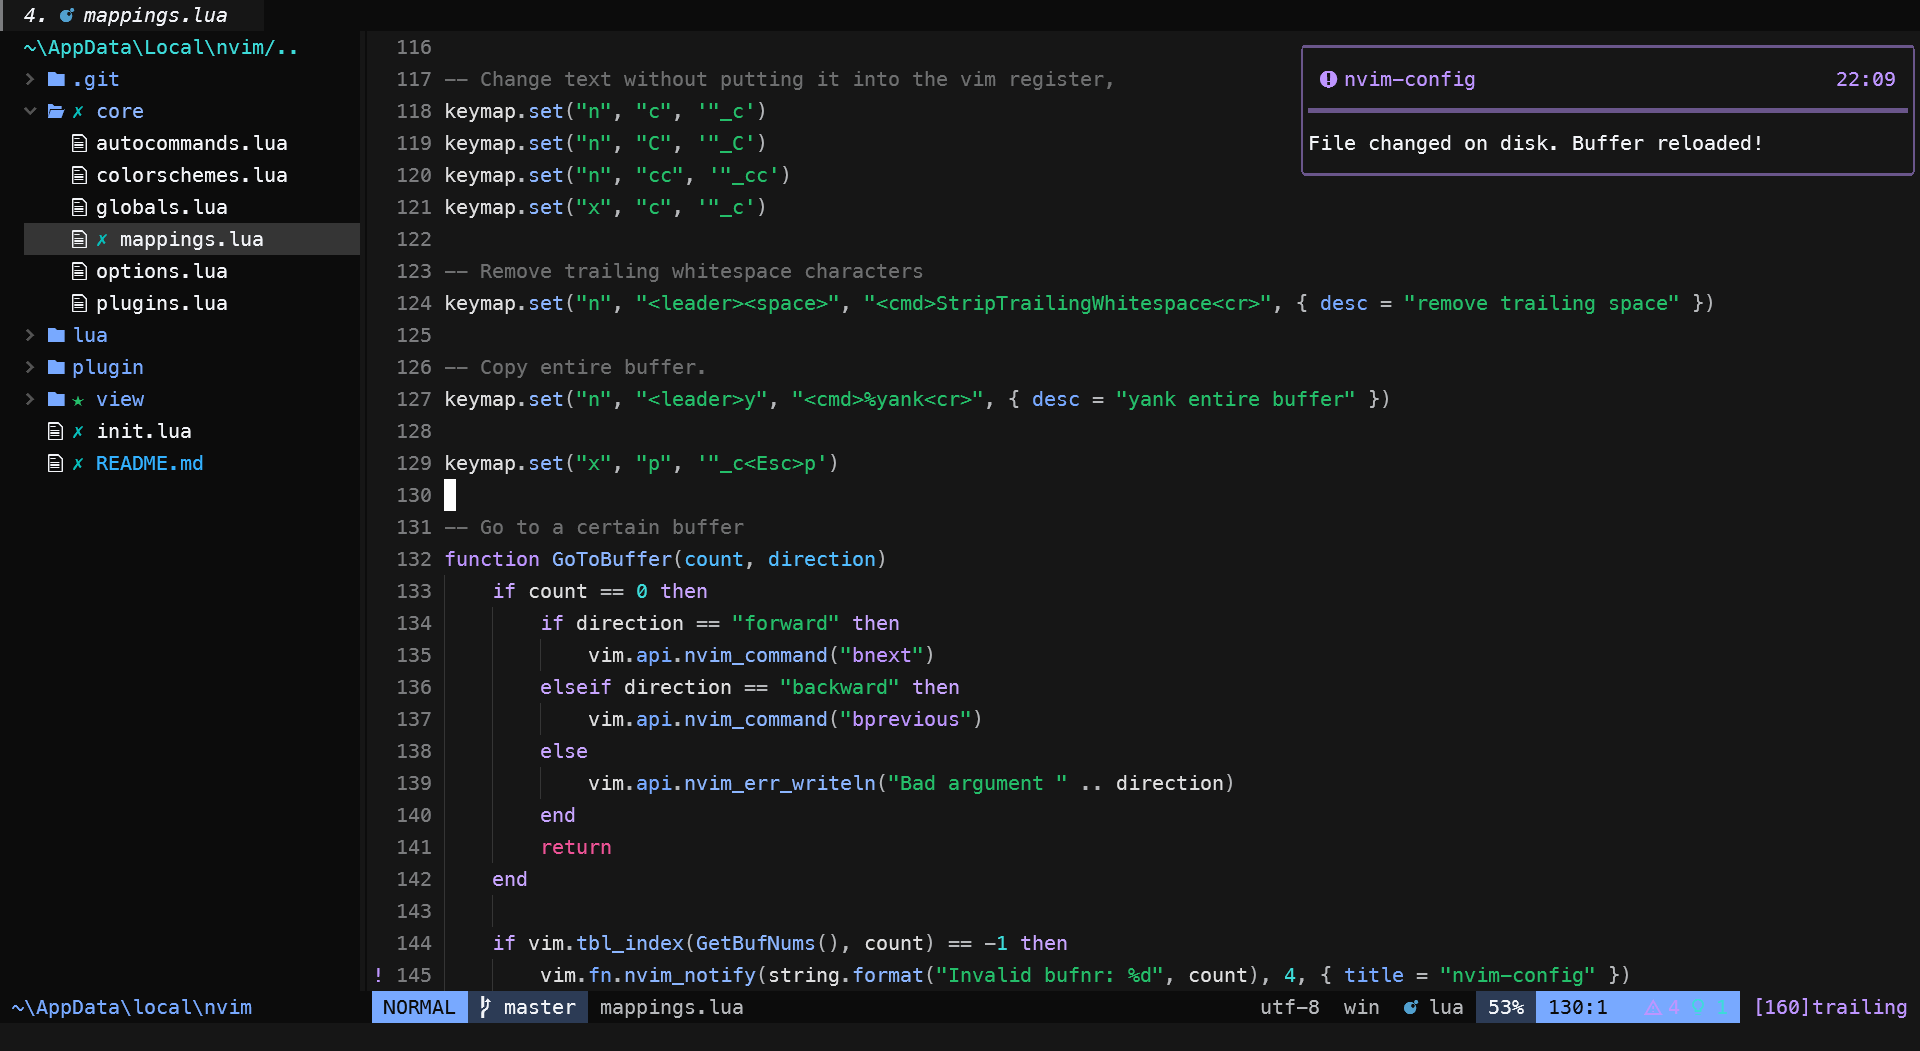 4. mappings.lua
~\AppData\Local\nvim/..
.git
✗ core
autocommands.lua
colorschemes.lua
globals.lua
✗ mappings.lua
options.lua
plugins.lua
lua
plugin
★ view
✗ init.lua
✗ README.md
116
117 -- Change text without putting it into the vim register,
118 keymap.set("n", "c", '"_c')
119 keymap.set("n", "C", '"_C')
120 keymap.set("n", "cc", '"_cc')
121 keymap.set("x", "c", '"_c')
122
123 -- Remove trailing whitespace characters
124 keymap.set("n", "<leader><space>", "<cmd>StripTrailingWhitespace<cr>", { desc = "remove trailing space" })
125
126 -- Copy entire buffer.
127 keymap.set("n", "<leader>y", "<cmd>%yank<cr>", { desc = "yank entire buffer" })
128
129 keymap.set("x", "p", '"_c<Esc>p')
130
131 -- Go to a certain buffer
132 function GoToBuffer(count, direction)
133     if count == 0 then
134         if direction == "forward" then
135             vim.api.nvim_command("bnext")
136         elseif direction == "backward" then
137             vim.api.nvim_command("bprevious")
138         else
139             vim.api.nvim_err_writeln("Bad argument " .. direction)
140         end
141         return
142     end
143
144     if vim.tbl_index(GetBufNums(), count) == -1 then
! 145         vim.fn.nvim_notify(string.format("Invalid bufnr: %d", count), 4, { title = "nvim-config" })
nvim-config 22:09
File changed on disk. Buffer reloaded!
~\AppData\local\nvim
NORMAL master mappings.lua utf-8 win lua 53% 130:1 4 1 [160]trailing